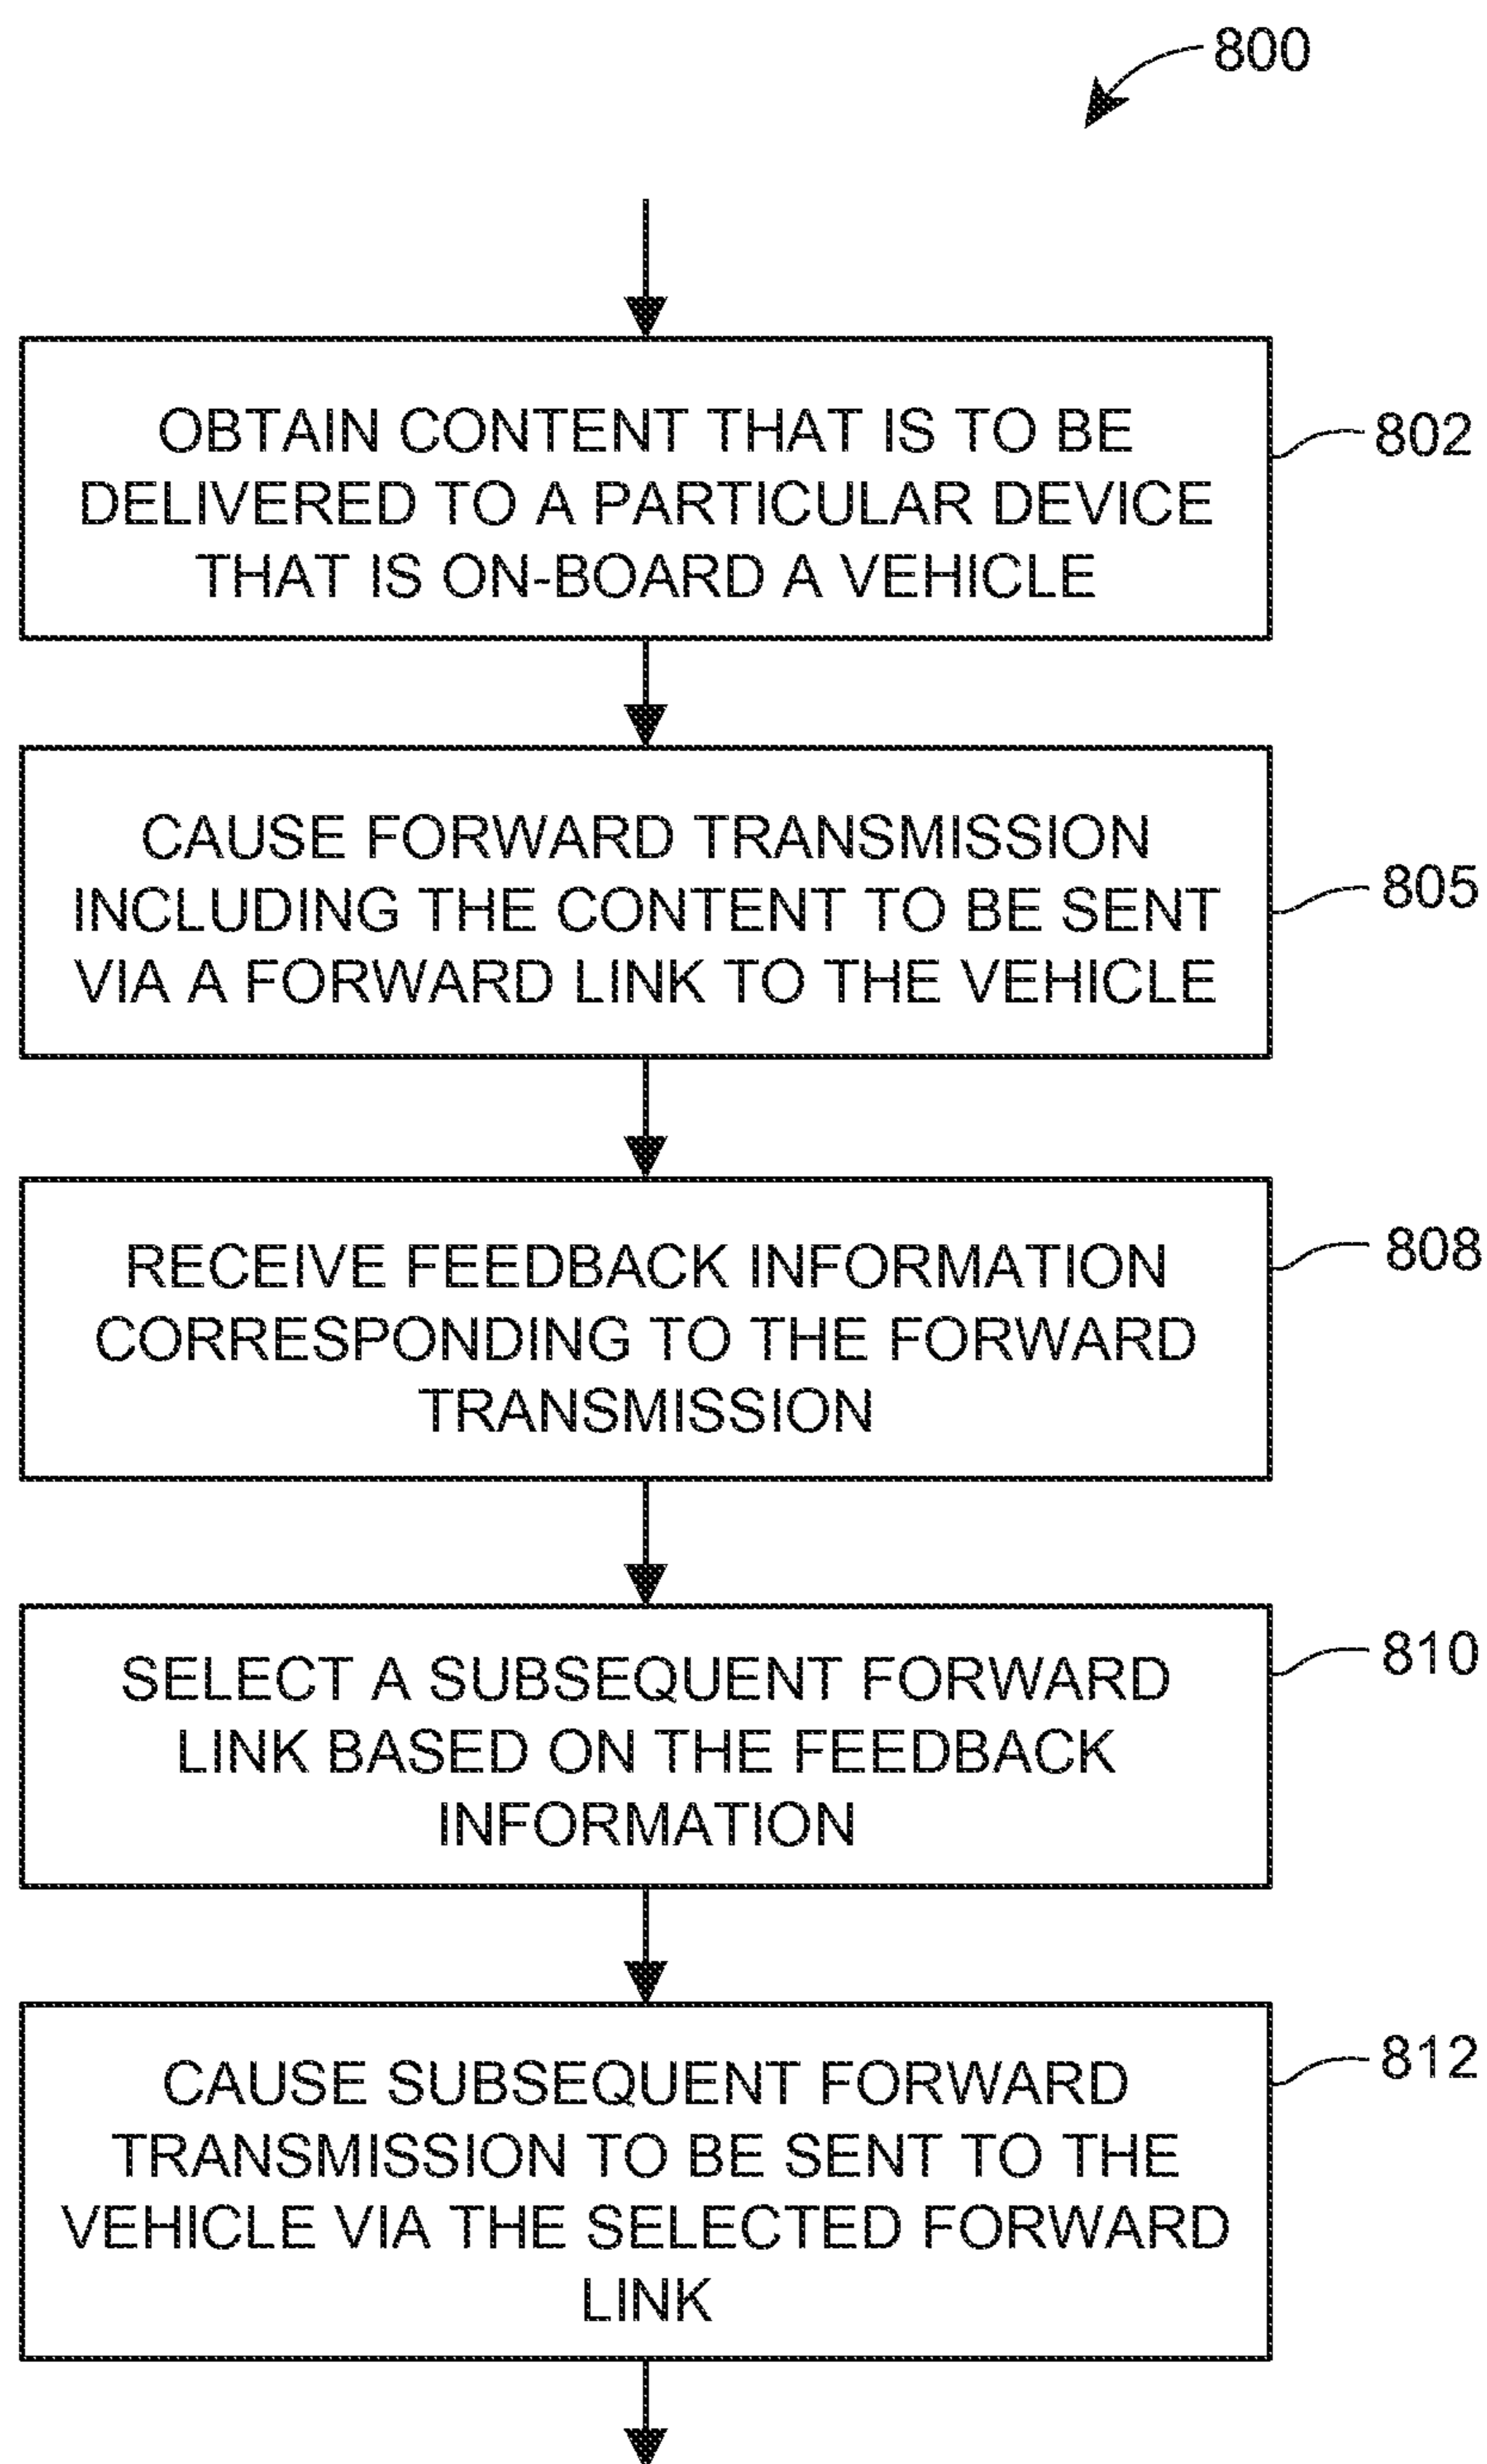 800
OBTAIN CONTENT THAT IS TO BE
DELIVERED TO A PARTICULAR DEVICE
THAT IS ON-BOARD A VEHICLE
802
CAUSE FORWARD TRANSMISSION
INCLUDING THE CONTENT TO BE SENT
VIA A FORWARD LINK TO THE VEHICLE
805
RECEIVE FEEDBACK INFORMATION
CORRESPONDING TO THE FORWARD
TRANSMISSION
808
SELECT A SUBSEQUENT FORWARD
LINK BASED ON THE FEEDBACK
INFORMATION
810
CAUSE SUBSEQUENT FORWARD
TRANSMISSION TO BE SENT TO THE
VEHICLE VIA THE SELECTED FORWARD
LINK
812